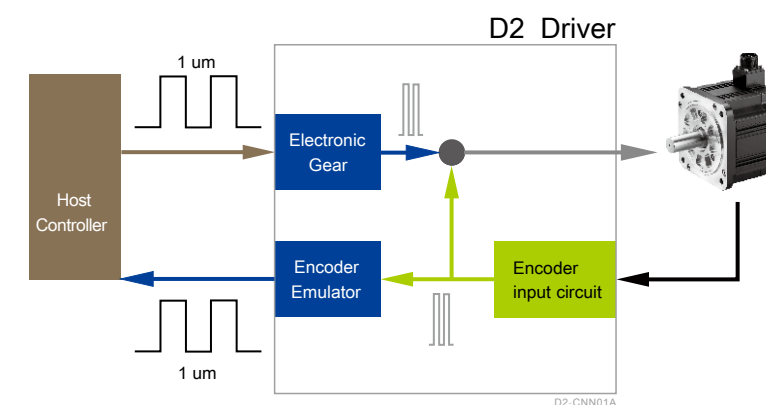 D2 Driver
1 um
Electronic
Gear
Host
Controller
Encoder
Emulator
Encoder
input circuit
1 um
D2-CNN01A